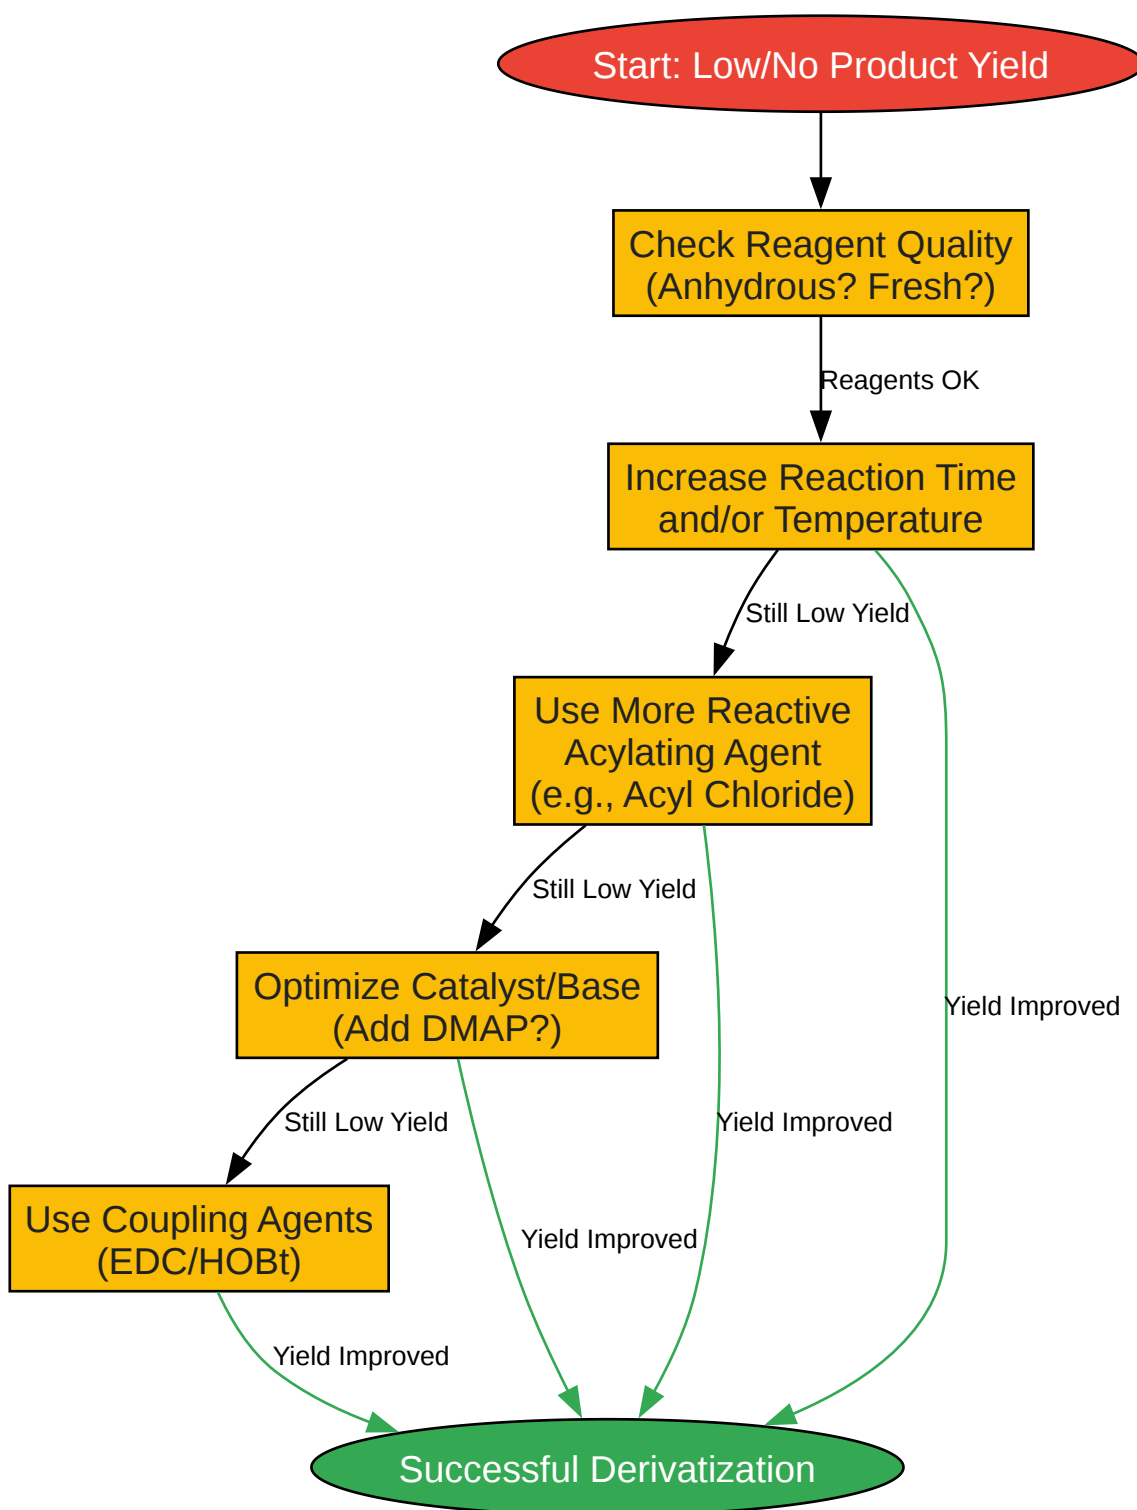 Start: Low/No Product Yield
Check Reagent Quality
(Anhydrous? Fresh?)
Reagents OK
Increase Reaction Time
and/or Temperature
Still Low Yield
Use More Reactive
Acylating Agent
(e.g., Acyl Chloride)
Still Low Yield
Optimize Catalyst/Base
(Add DMAP?)
Yield Improved
Still Low Yield
Yield Improved
Use Coupling Agents
(EDC/HOBt)
Yield Improved
Yield Improved
Successful Derivatization